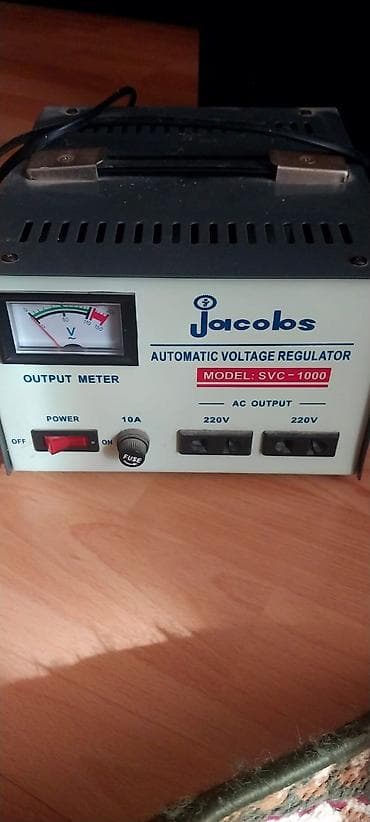 V
Jacobs
AUTOMATIC VOLTAGE REGULATOR
OUTPUT METER
MODEL: SVC-1000
AC OUTPUT
POWER 10A 220V 220V
OFF ON
FUSE